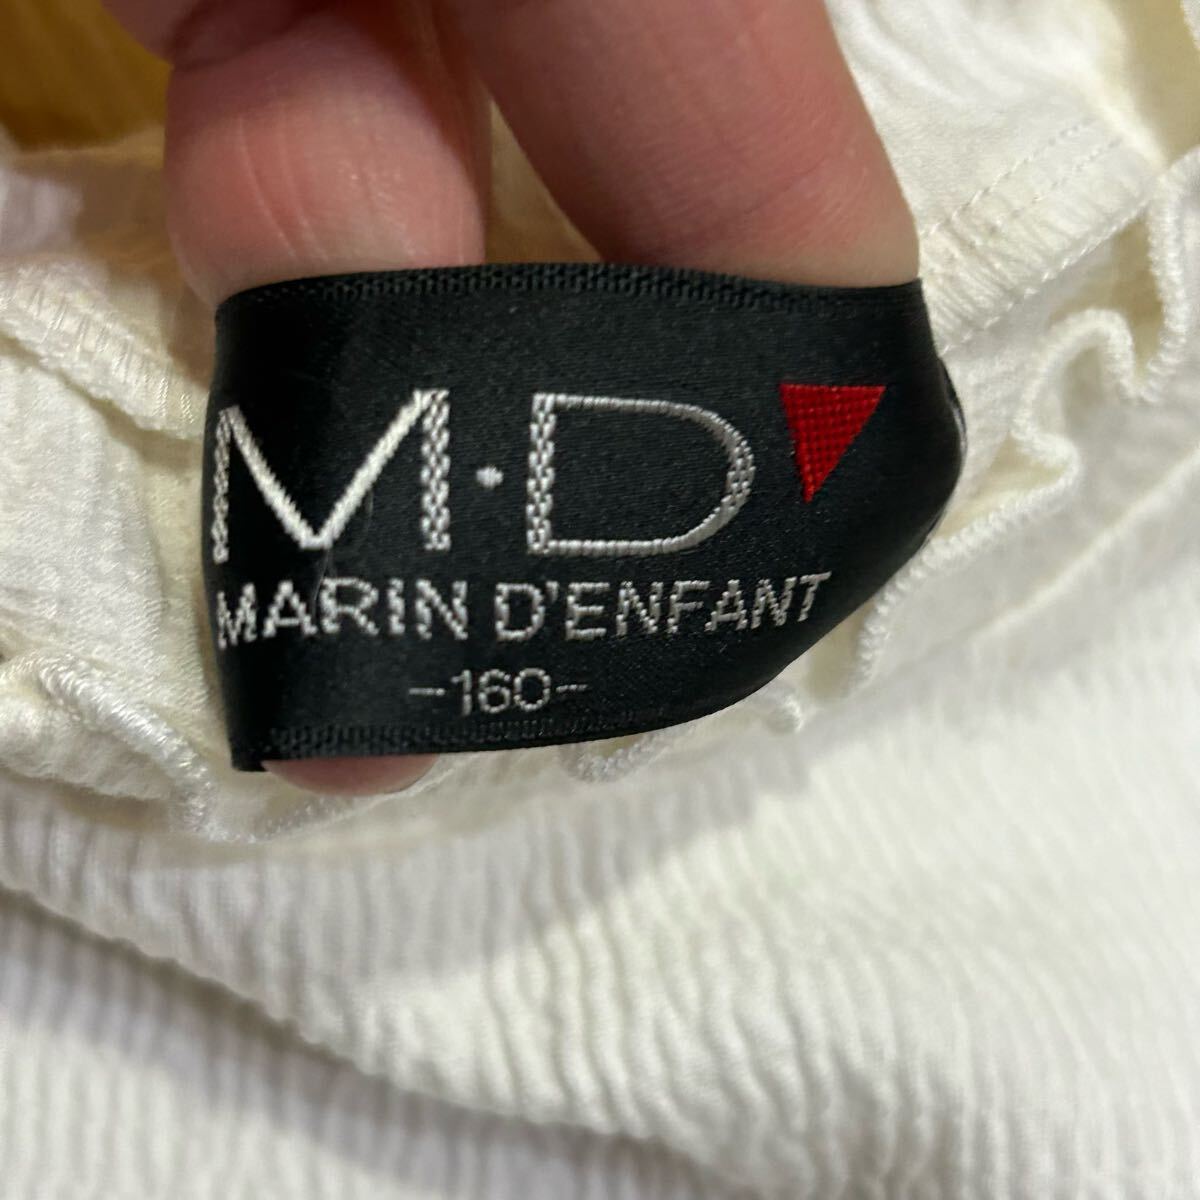 M·D
MARIN D'ENFANT
-160-